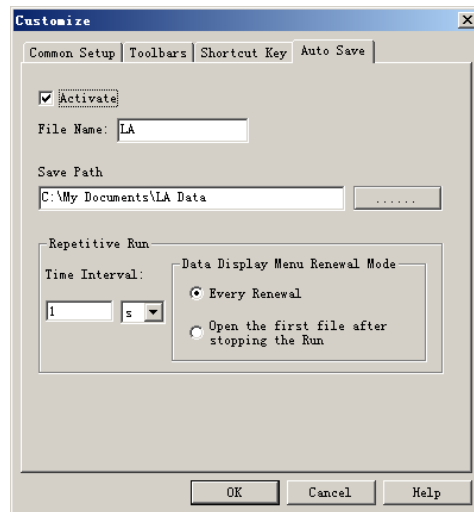 Customize
Common Setup Toolbars Shortcut Key Auto Save
Activate
File Name: LA
Save Path
C:\My Documents\LA Data ......
Repetitive Run
Data Display Menu Renewal Mode
Time Interval:
Every Renewal
1 s
Open the first file after
stopping the Run
OK Cancel Help